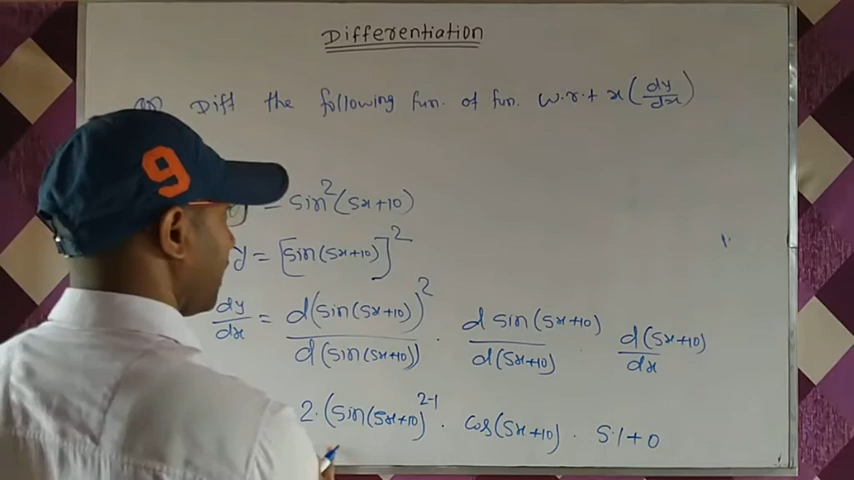 Differentiation
Diff the following fun. of fun. w.r.t x (dy/dx)
= sin²(5x+10)
y = [sin(5x+10)]²
dy/dx = d(sin(5x+10))²/d(sin(5x+10)) · d sin(5x+10)/d(5x+10) d(5x+10)/dx
2·(sin(5x+10)²⁻¹ · cos(5x+10) · 5·1+0
9